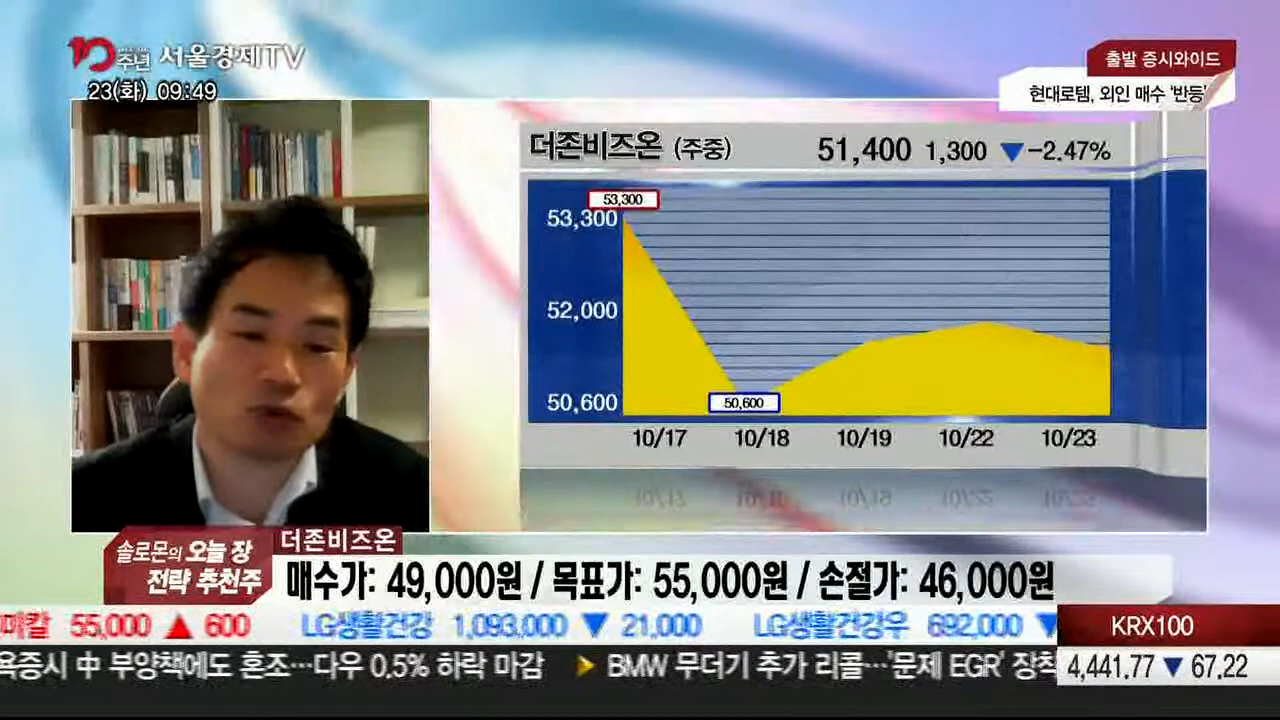 10주년 서울경제TV
23(화) 09:49
출발 증시와이드
현대로템, 외인 매수 '반등'
더존비즈온 (주중) 51,400 1,300 ▼-2.47%
53,300
53,300
52,000
50,600
50,600
10/17 10/18 10/19 10/22 10/23
솔로몬의 오늘 장
전략 추천주
더존비즈온
매수가: 49,000원 / 목표가: 55,000원 / 손절가: 46,000원
55,000 ▲ 600 LG생활건강 1,093,000 ▼ 21,000 LG생활건강우 692,000 ▼
KRX100
증시 中 부양책에도 혼조…다우 0.5% 하락 마감 ▶ BMW 무더기 추가 리콜…'문제 EGR' 장착
4,441.77 ▼ 67.22